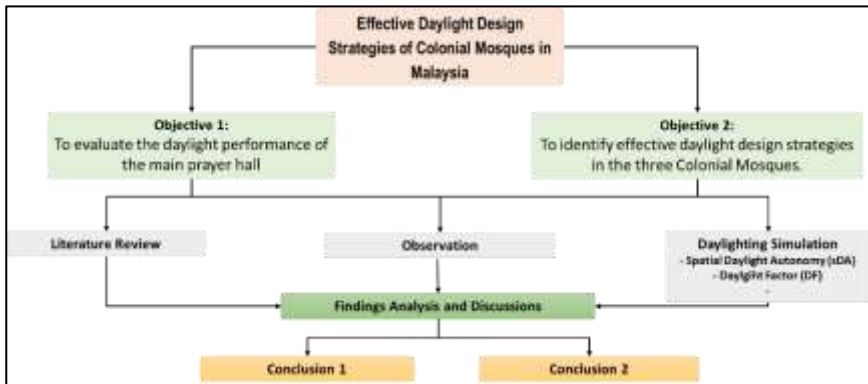 Effective Daylight Design
Strategies of Colonial Mosques in
Malaysia
Objective 1:
To evaluate the daylight performance of
the main prayer hall
Objective 2:
To identify effective daylight design strategies
in the three Colonial Mosques.
Literature Review
Observation
Daylighting Simulation
- Spatial Daylight Autonomy (sDA)
- Daylight Factor (DF)
-
Findings Analysis and Discussions
Conclusion 1
Conclusion 2